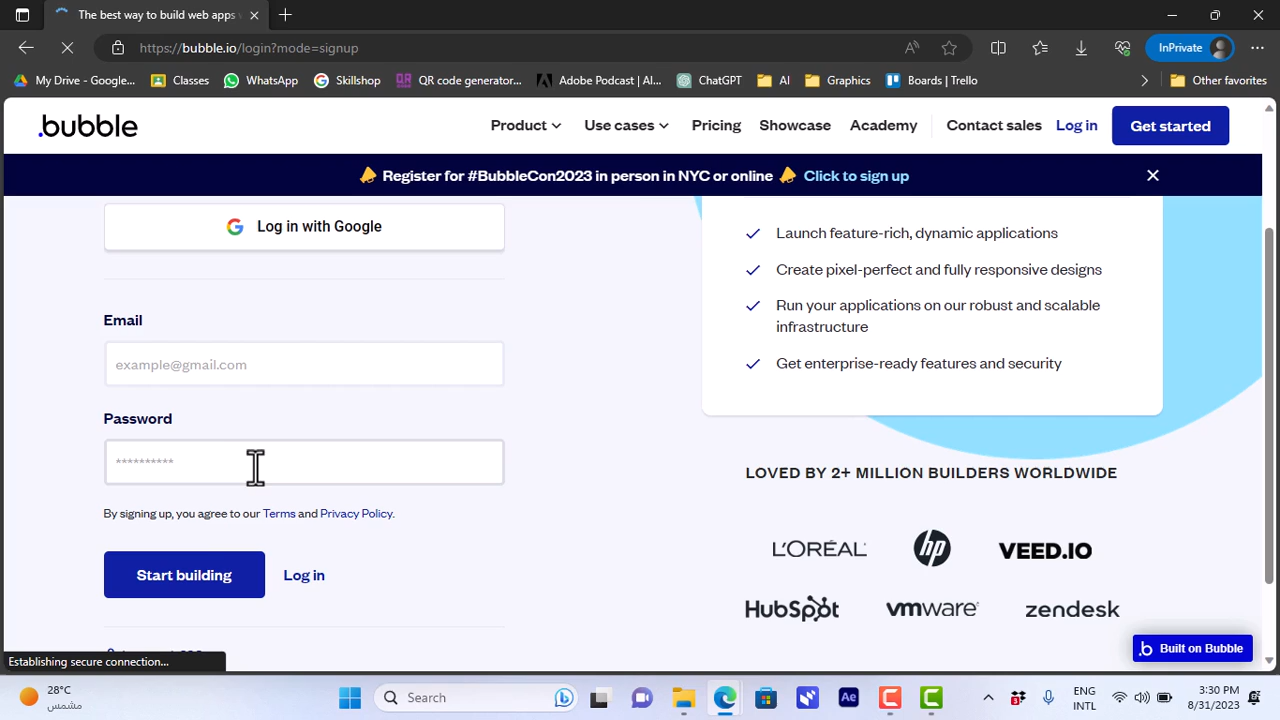 The best way to build web apps w
https://bubble.io/login?mode=signup
InPrivate
My Drive - Google...
Classes
WhatsApp
Skillshop
QR code generator...
Adobe Podcast | AI...
ChatGPT
AI
Graphics
Boards | Trello
Other favorites
.bubble
Product
Use cases
Pricing
Showcase
Academy
Contact sales
Log in
Get started
Register for #BubbleCon2023 in person in NYC or online
Click to sign up
Log in with Google
Email
example@gmail.com
Password
**********
By signing up, you agree to our Terms and Privacy Policy.
Start building
Log in
Launch feature-rich, dynamic applications
Create pixel-perfect and fully responsive designs
Run your applications on our robust and scalable
infrastructure
Get enterprise-ready features and security
LOVED BY 2+ MILLION BUILDERS WORLDWIDE
L'ORÉAL
hp
VEED.IO
HubSpot
vmware
zendesk
b Built on Bubble
Establishing secure connection...
28°C
مشمس
Search
Ae
ENG
INTL
3:30 PM
8/31/2023